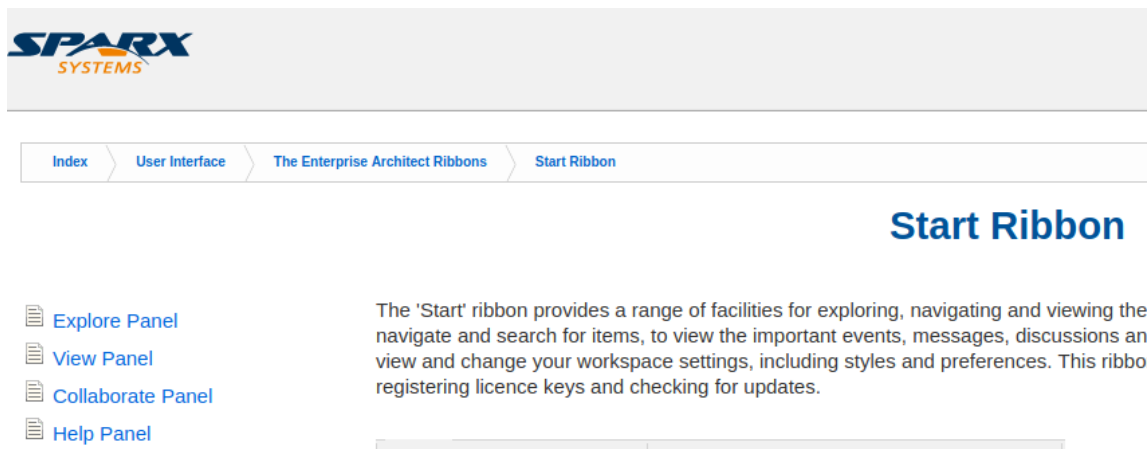 SPARX
SYSTEMS
Index User Interface The Enterprise Architect Ribbons Start Ribbon
Start Ribbon
Explore Panel
View Panel
Collaborate Panel
Help Panel
The 'Start' ribbon provides a range of facilities for exploring, navigating and viewing the
navigate and search for items, to view the important events, messages, discussions an
view and change your workspace settings, including styles and preferences. This ribbo
registering licence keys and checking for updates.